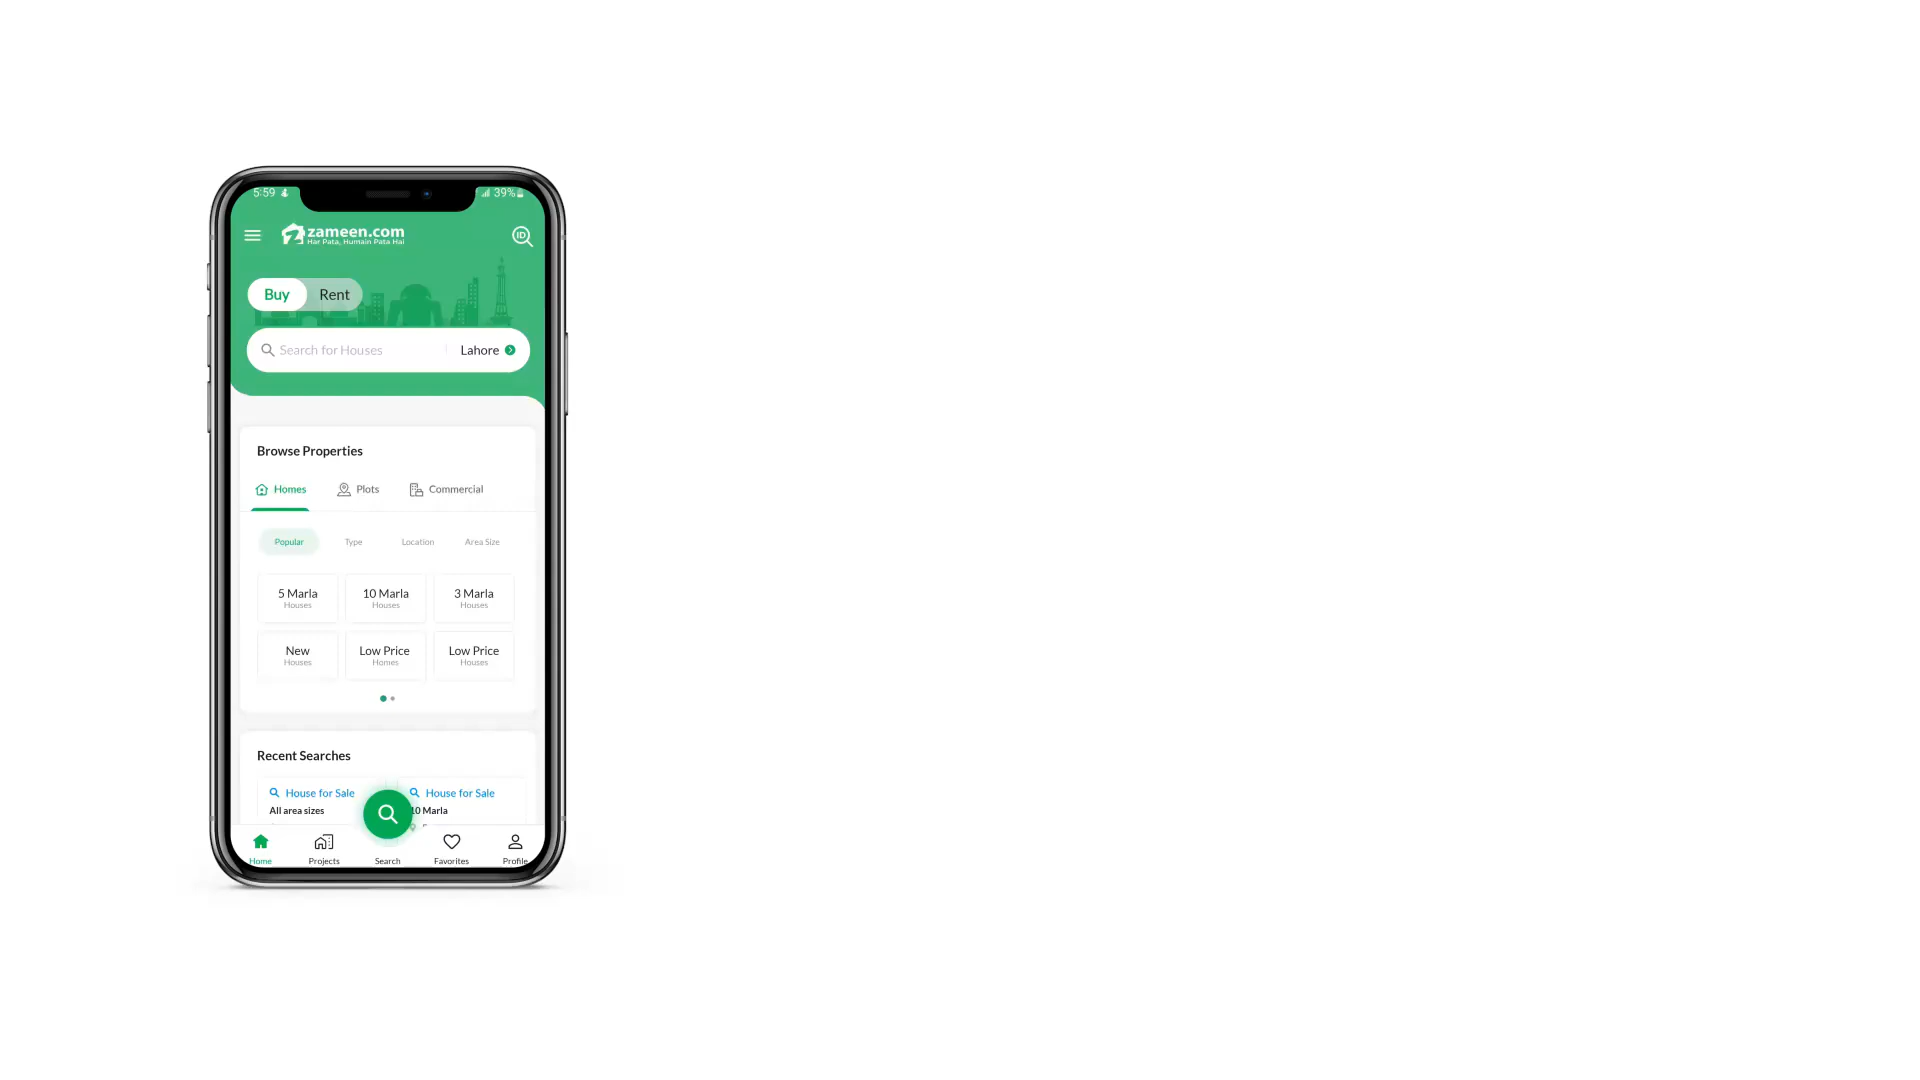 5:59 39%
zameen.com
Har Pata, Humain Pata Hai
ID
Buy Rent
Search for Houses Lahore
Browse Properties
Homes Plots Commercial
Popular Type Location Area Size
5 Marla 10 Marla 3 Marla
Houses Houses Houses
New Low Price Low Price
Houses Homes Houses
Recent Searches
House for Sale House for Sale
All area sizes 10 Marla
Home Projects Search Favorites Profile